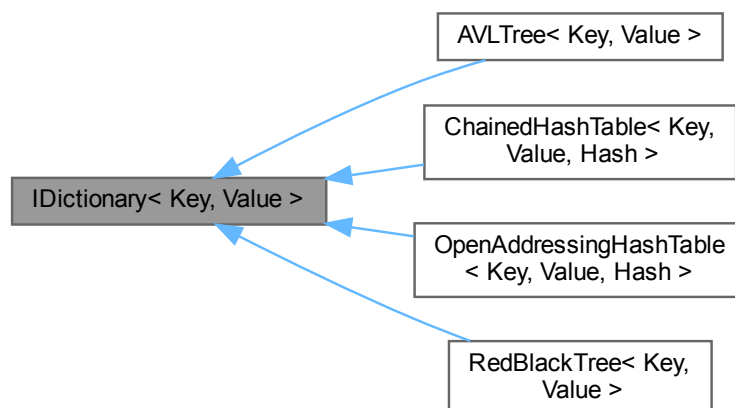 AVLTree< Key, Value >
ChainedHashTable< Key,
Value, Hash >
IDictionary< Key, Value >
OpenAddressingHashTable
< Key, Value, Hash >
RedBlackTree< Key,
Value >